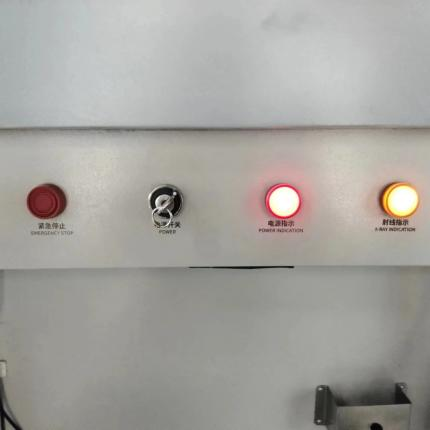 紧急停止
EMERGENCY STOP
开关
POWER
电源指示
POWER INDICATION
射线指示
X-RAY INDICATION